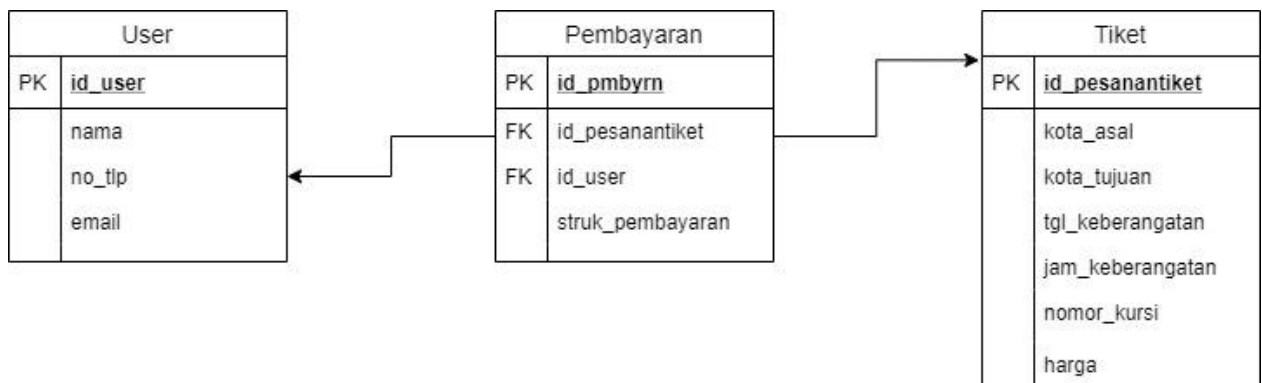 User
PK id_user
nama
no_tlp
email
Pembayaran
PK id_pmbyrn
FK id_pesanantiket
FK id_user
struk_pembayaran
Tiket
PK id_pesanantiket
kota_asal
kota_tujuan
tgl_keberangatan
jam_keberangatan
nomor_kursi
harga